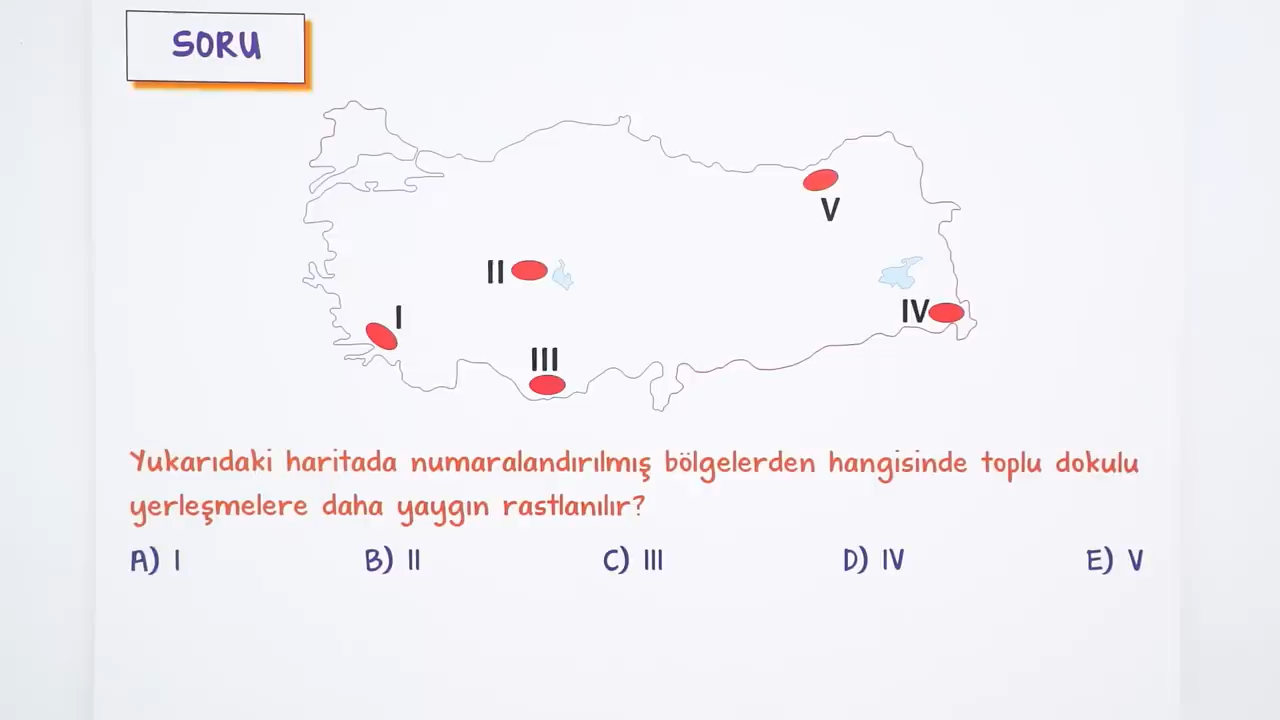 SORU
V
II
IV
I
III
Yukarıdaki haritada numaralandırılmış bölgelerden hangisinde toplu dokulu
yerleşmelere daha yaygın rastlanılır?
A) I B) II C) III D) IV E) V